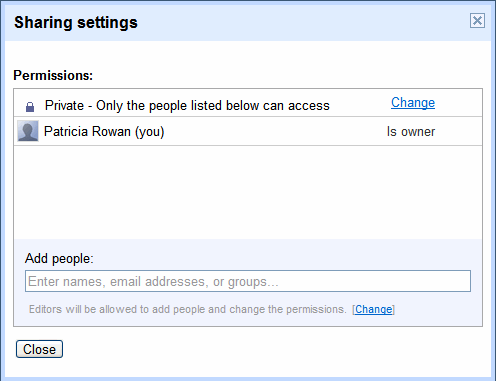 Sharing settings
Permissions:
Private - Only the people listed below can access Change
Patricia Rowan (you) Is owner
Add people:
Enter names, email addresses, or groups...
Editors will be allowed to add people and change the permissions. [Change]
Close